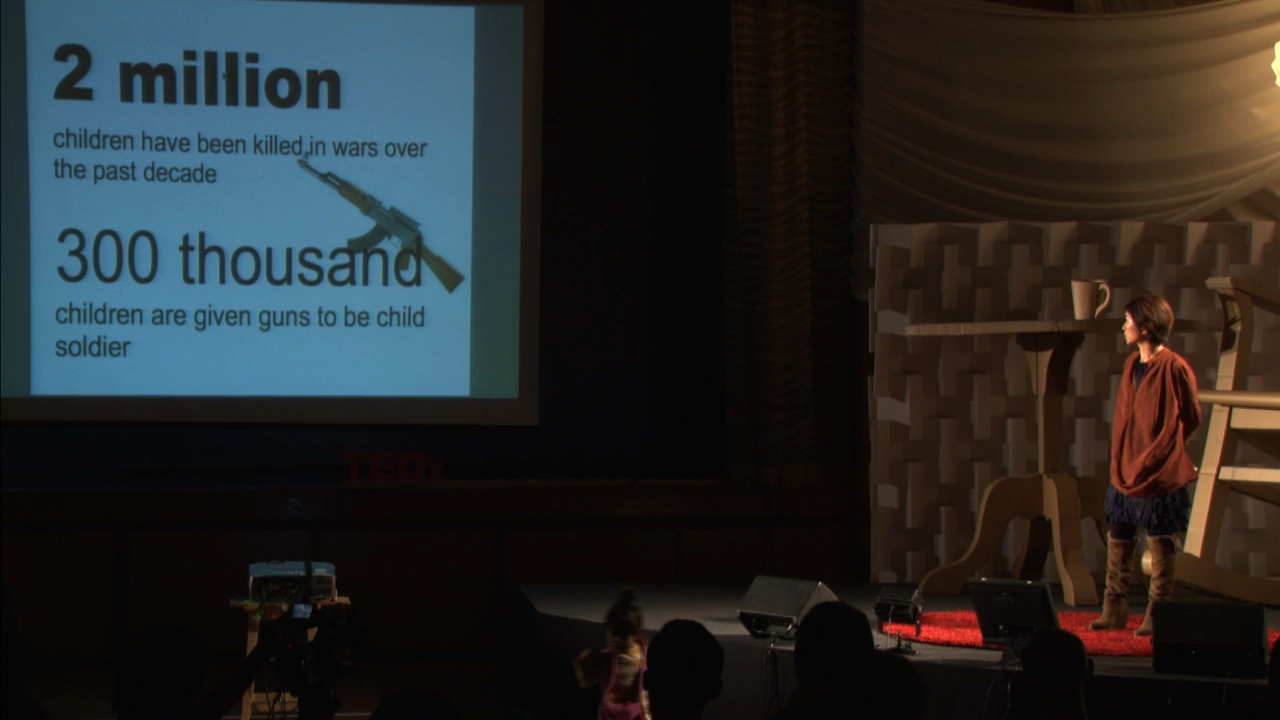 2 million
children have been killed in wars over
the past decade
300 thousand
children are given guns to be child
soldier
TEDx